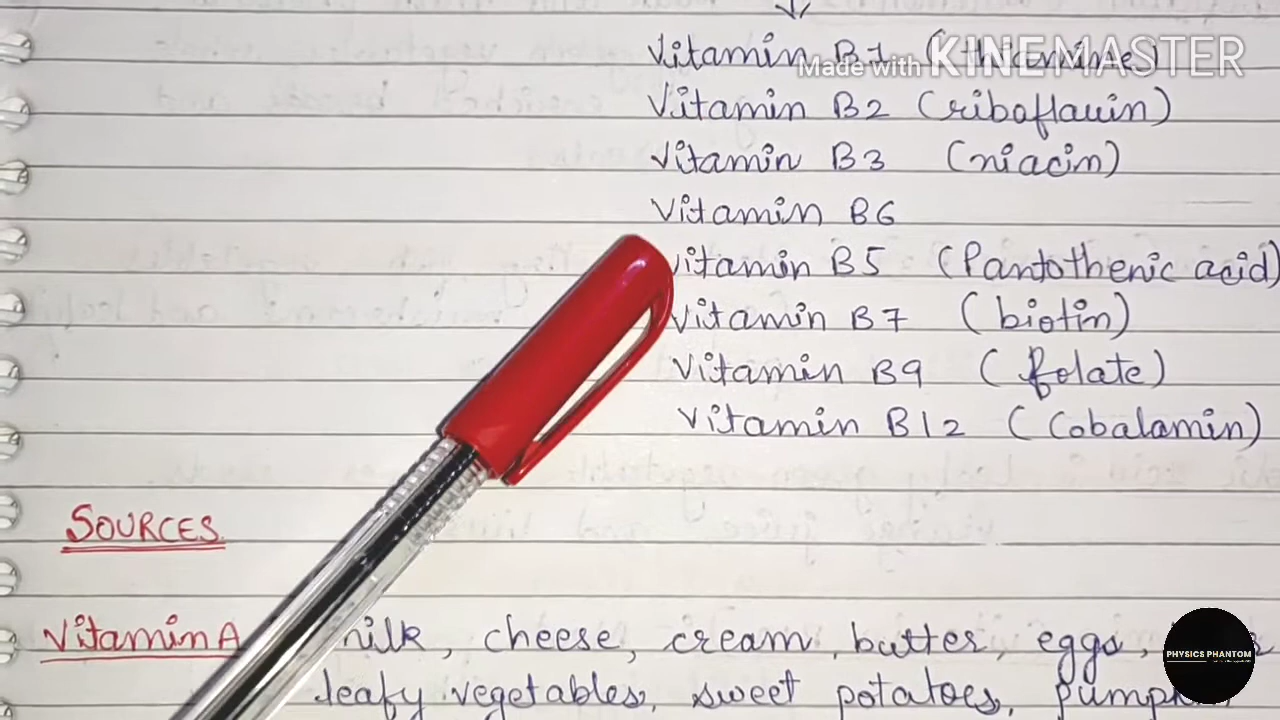 Vitamin B1 (thiamine)
Made with KINEMASTER
Vitamin B2 (riboflavin)
Vitamin B3 (niacin)
Vitamin B6
Vitamin B5 (Pantothenic acid)
Vitamin B7 (biotin)
Vitamin B9 (folate)
Vitamin B12 (Cobalamin)
SOURCES
Vitamin A milk, cheese, cream, butter, eggs,
PHYSICS PHANTOM
leafy vegetables, sweet potatoes,